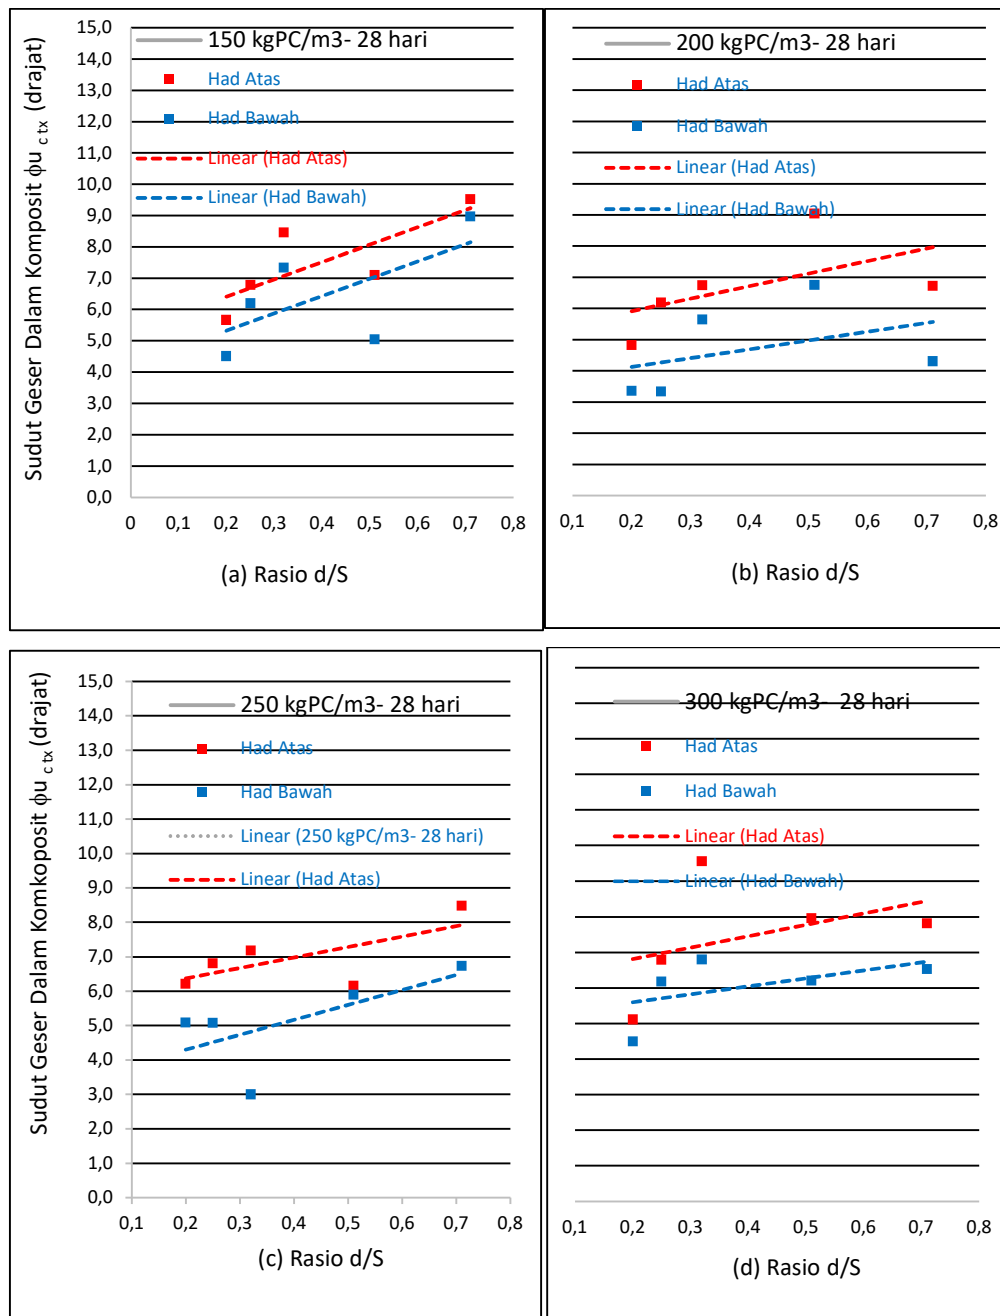 Sudut Geser Dalam Komposit ϕu c tx (drajat)
15,0
14,0
13,0
12,0
11,0
10,0
9,0
8,0
7,0
6,0
5,0
4,0
3,0
2,0
1,0
0,0
150 kgPC/m3- 28 hari
Had Atas
Had Bawah
Linear (Had Atas)
Linear (Had Bawah)
0 0,1 0,2 0,3 0,4 0,5 0,6 0,7 0,8
(a) Rasio d/S
200 kgPC/m3- 28 hari
Had Atas
Had Bawah
Linear (Had Atas)
Linear (Had Bawah)
0,1 0,2 0,3 0,4 0,5 0,6 0,7 0,8
(b) Rasio d/S
Sudut Geser Dalam Komkoposit ϕu c tx (drajat)
15,0
14,0
13,0
12,0
11,0
10,0
9,0
8,0
7,0
6,0
5,0
4,0
3,0
2,0
1,0
0,0
250 kgPC/m3- 28 hari
Had Atas
Had Bawah
Linear (250 kgPC/m3- 28 hari)
Linear (Had Atas)
0,1 0,2 0,3 0,4 0,5 0,6 0,7 0,8
(c) Rasio d/S
300 kgPC/m3- 28 hari
Had Atas
Had Bawah
Linear (Had Atas)
Linear (Had Bawah)
0,1 0,2 0,3 0,4 0,5 0,6 0,7 0,8
(d) Rasio d/S